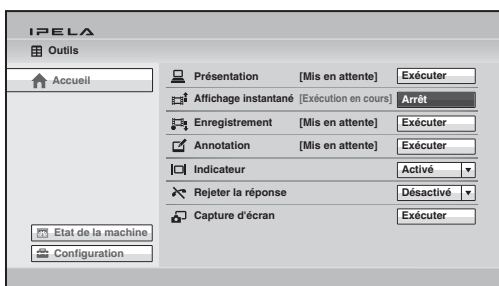 IPELA
Outils
Accueil
Présentation [Mis en attente] Exécuter
Affichage instantané [Exécution en cours] Arrêt
Enregistrement [Mis en attente] Exécuter
Annotation [Mis en attente] Exécuter
Indicateur Activé
Rejeter la réponse Désactivé
Capture d'écran Exécuter
Etat de la machine
Configuration